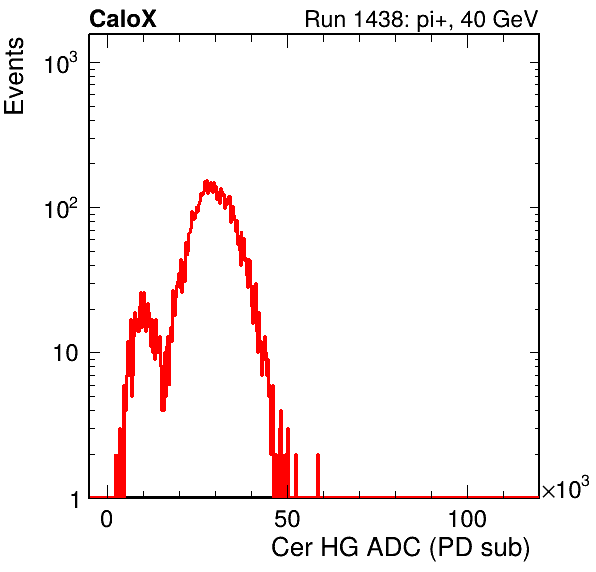 CaloX Run 1438: pi+, 40 GeV
Events
10³
10²
10
1
0 50 100 ×10³
Cer HG ADC (PD sub)